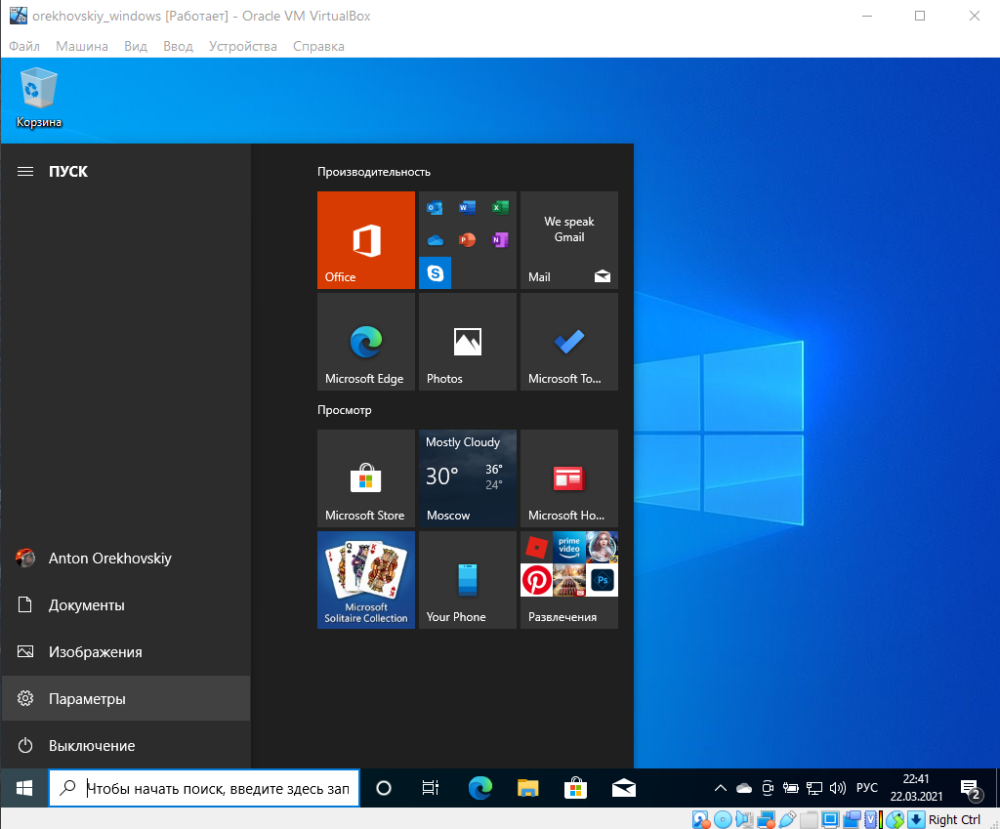 orekhovskiy_windows [Работает] - Oracle VM VirtualBox
Файл Машина Вид Ввод Устройства Справка
Корзина
ПУСК
Производительность
Office
We speak
Gmail
Mail
Microsoft Edge
Photos
Microsoft To...
Просмотр
Microsoft Store
Mostly Cloudy
30° 36°
24°
Moscow
Microsoft Ho...
Microsoft
Solitaire Collection
Your Phone
prime
video
Ps
Развлечения
Anton Orekhovskiy
Документы
Изображения
Параметры
Выключение
Чтобы начать поиск, введите здесь зап
РУС
22:41
22.03.2021
2
Right Ctrl